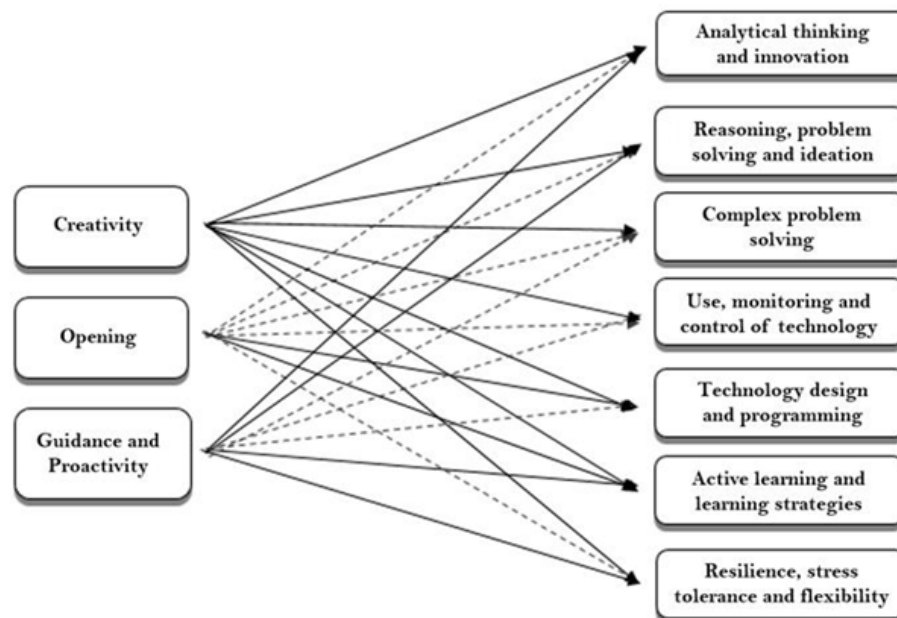 Creativity
Opening
Guidance and
Proactivity
Analytical thinking
and innovation
Reasoning, problem
solving and ideation
Complex problem
solving
Use, monitoring and
control of technology
Technology design
and programming
Active learning and
learning strategies
Resilience, stress
tolerance and flexibility